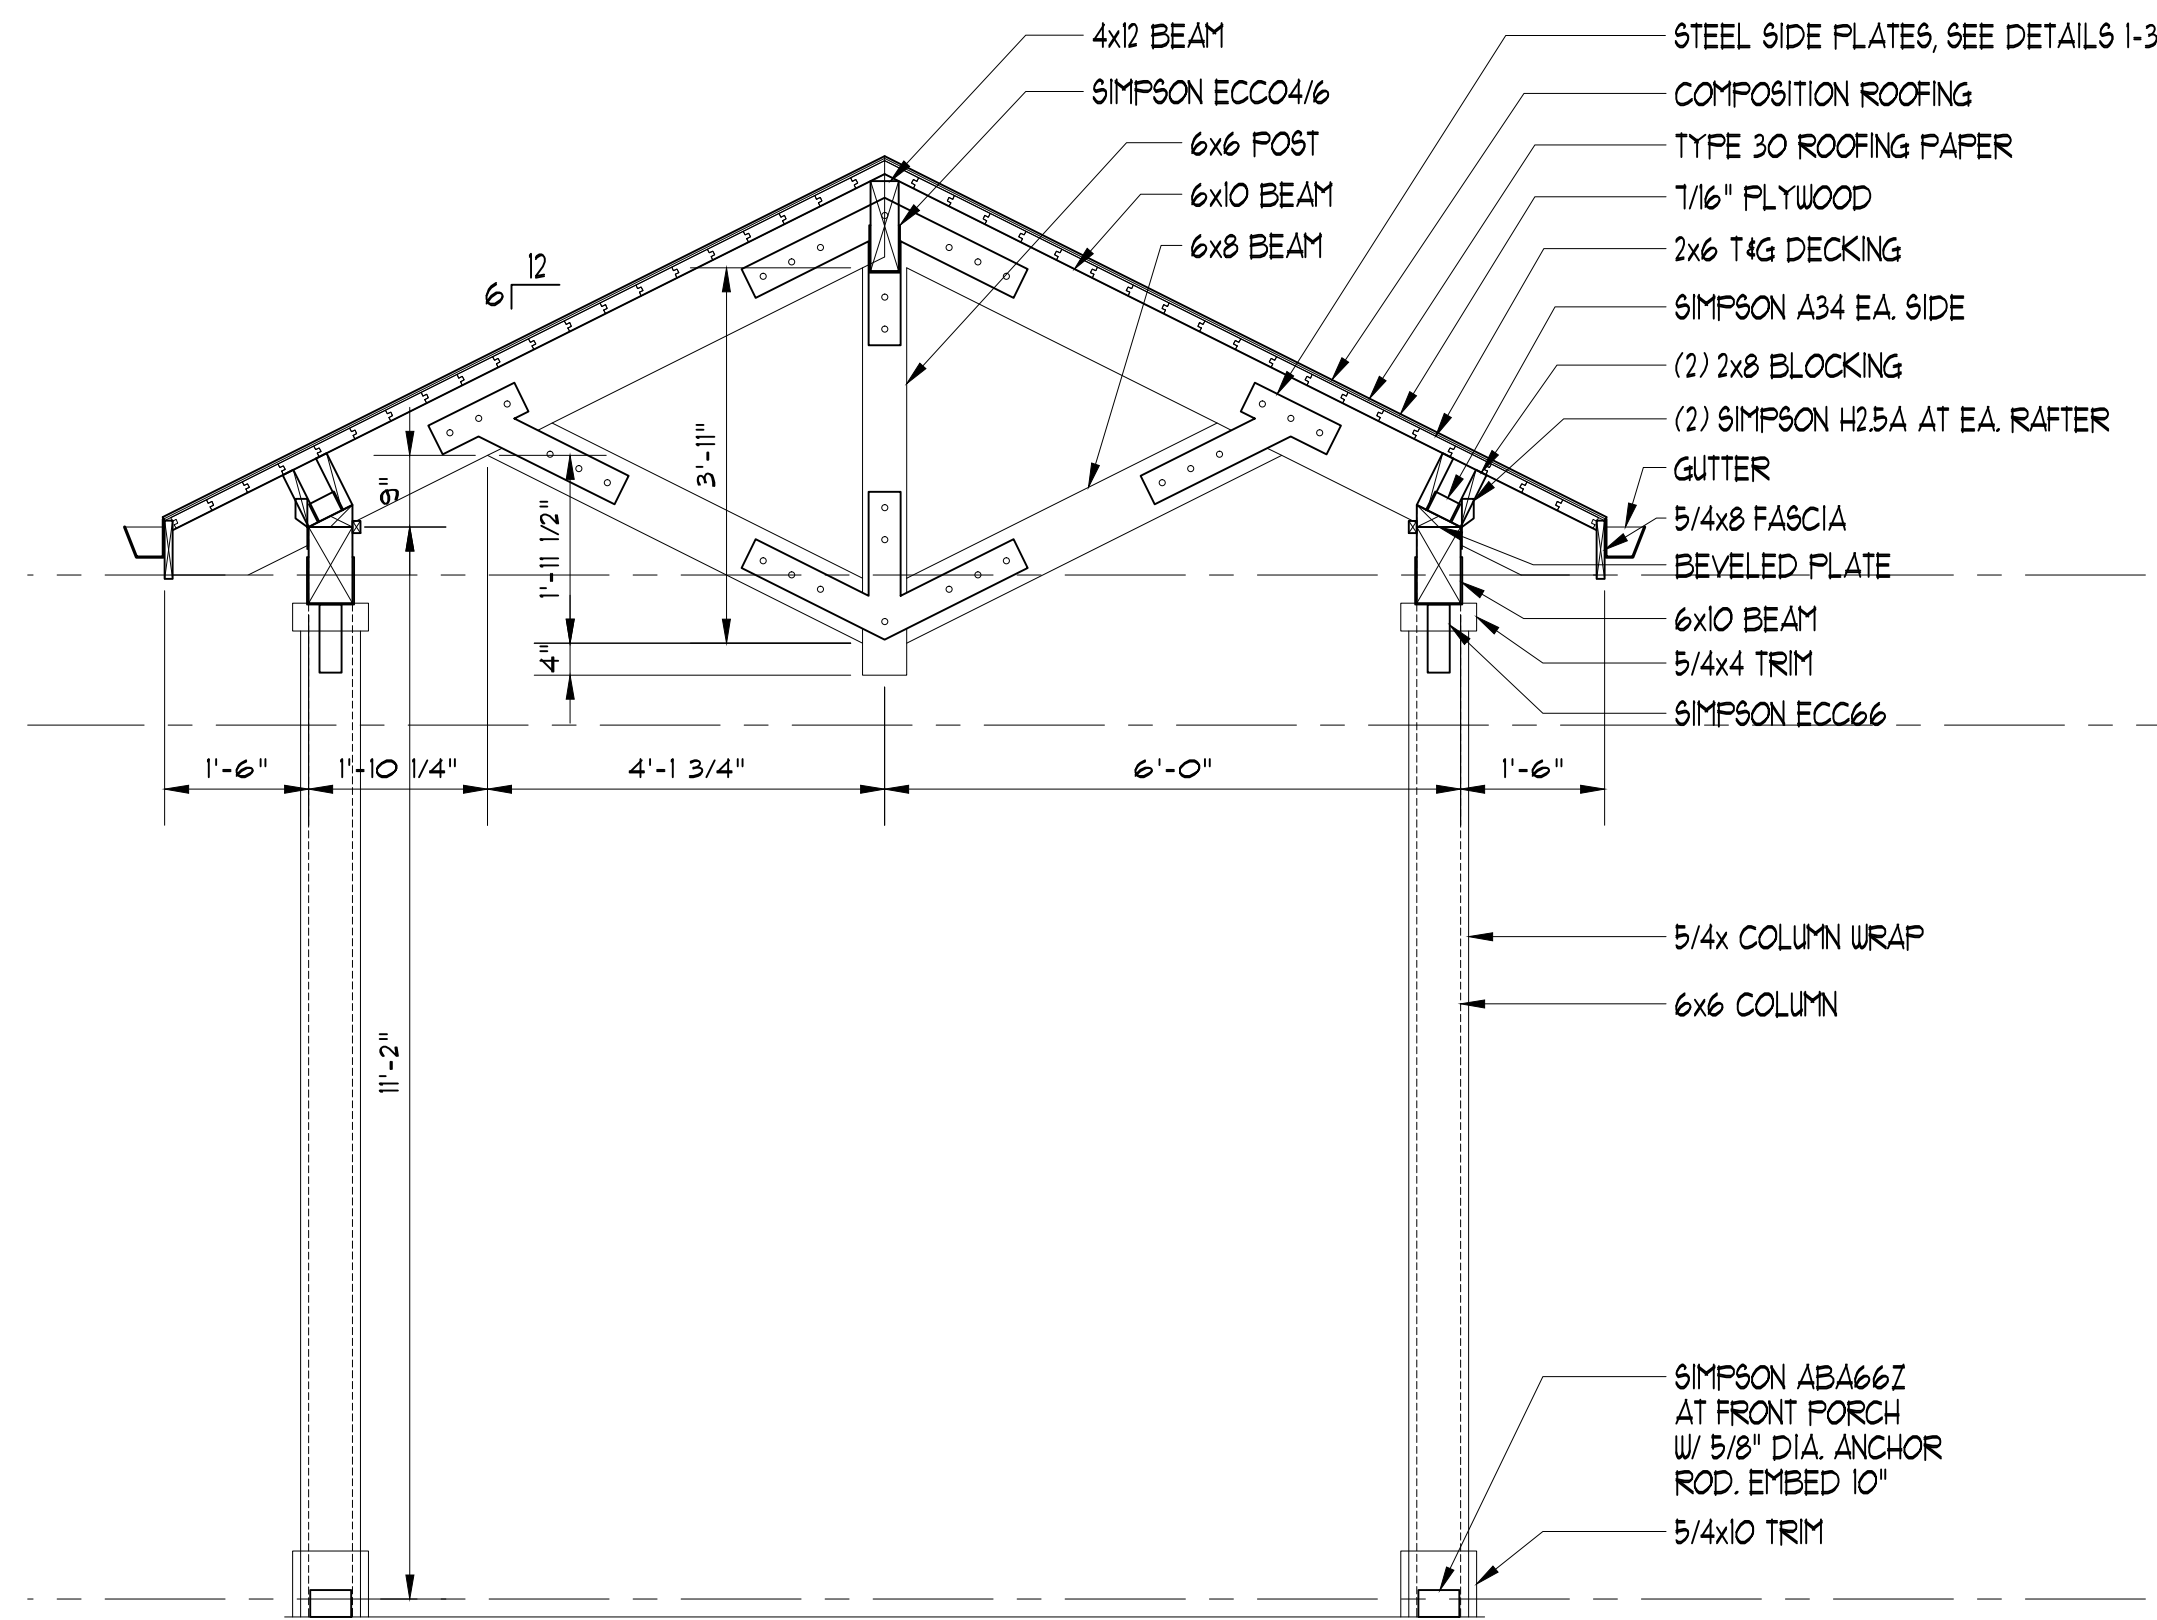 4x12 BEAM
SIMPSON ECCO4/6
6x6 POST
6x10 BEAM
6x8 BEAM
STEEL SIDE PLATES, SEE DETAILS 1-3
COMPOSITION ROOFING
TYPE 30 ROOFING PAPER
7/16" PLYWOOD
2x6 T&G DECKING
SIMPSON A34 EA. SIDE
(2) 2x8 BLOCKING
(2) SIMPSON H2.5A AT EA. RAFTER
GUTTER
5/4x8 FASCIA
BEVELED PLATE
6x10 BEAM
5/4x4 TRIM
SIMPSON ECC66
12
6
9"
1'-11 1/2"
3'-11"
4"
1'-6"
1'-10 1/4"
4'-1 3/4"
6'-0"
1'-6"
11'-2"
5/4x COLUMN WRAP
6x6 COLUMN
SIMPSON ABA66Z
AT FRONT PORCH
W/ 5/8" DIA. ANCHOR
ROD. EMBED 10"
5/4x10 TRIM